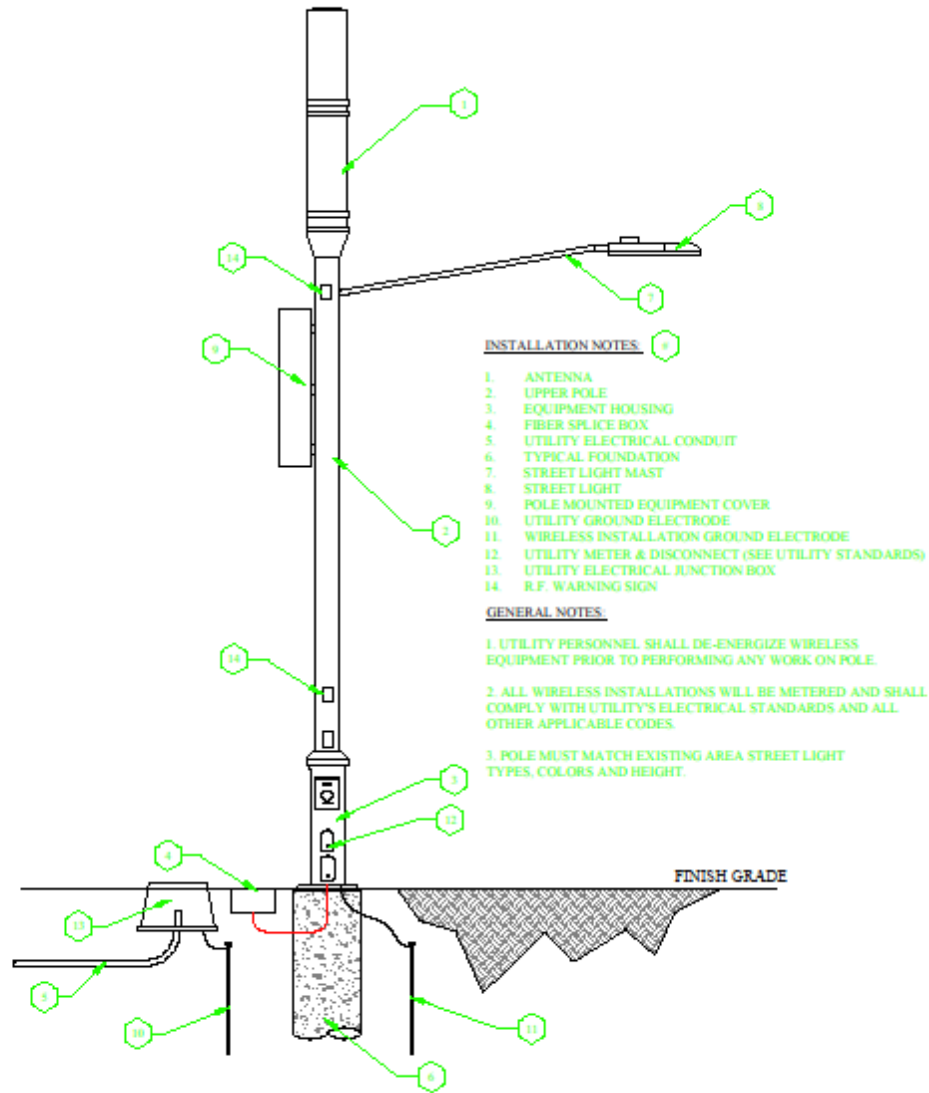 1
8
14
7
9
INSTALLATION NOTES: 6
1. ANTENNA
2. UPPER POLE
3. EQUIPMENT HOUSING
4. FIBER SPLICE BOX
5. UTILITY ELECTRICAL CONDUIT
6. TYPICAL FOUNDATION
7. STREET LIGHT MAST
8. STREET LIGHT
9. POLE MOUNTED EQUIPMENT COVER
10. UTILITY GROUND ELECTRODE
11. WIRELESS INSTALLATION GROUND ELECTRODE
12. UTILITY METER & DISCONNECT (SEE UTILITY STANDARDS)
13. UTILITY ELECTRICAL JUNCTION BOX
14. R.F. WARNING SIGN
2
GENERAL NOTES:
1. UTILITY PERSONNEL SHALL DE-ENERGIZE WIRELESS
EQUIPMENT PRIOR TO PERFORMING ANY WORK ON POLE.
2. ALL WIRELESS INSTALLATIONS WILL BE METERED AND SHALL
COMPLY WITH UTILITY'S ELECTRICAL STANDARDS AND ALL
OTHER APPLICABLE CODES.
3. POLE MUST MATCH EXISTING AREA STREET LIGHT
TYPES, COLORS AND HEIGHT.
14
3
12
4
FINISH GRADE
13
5
10
11
6